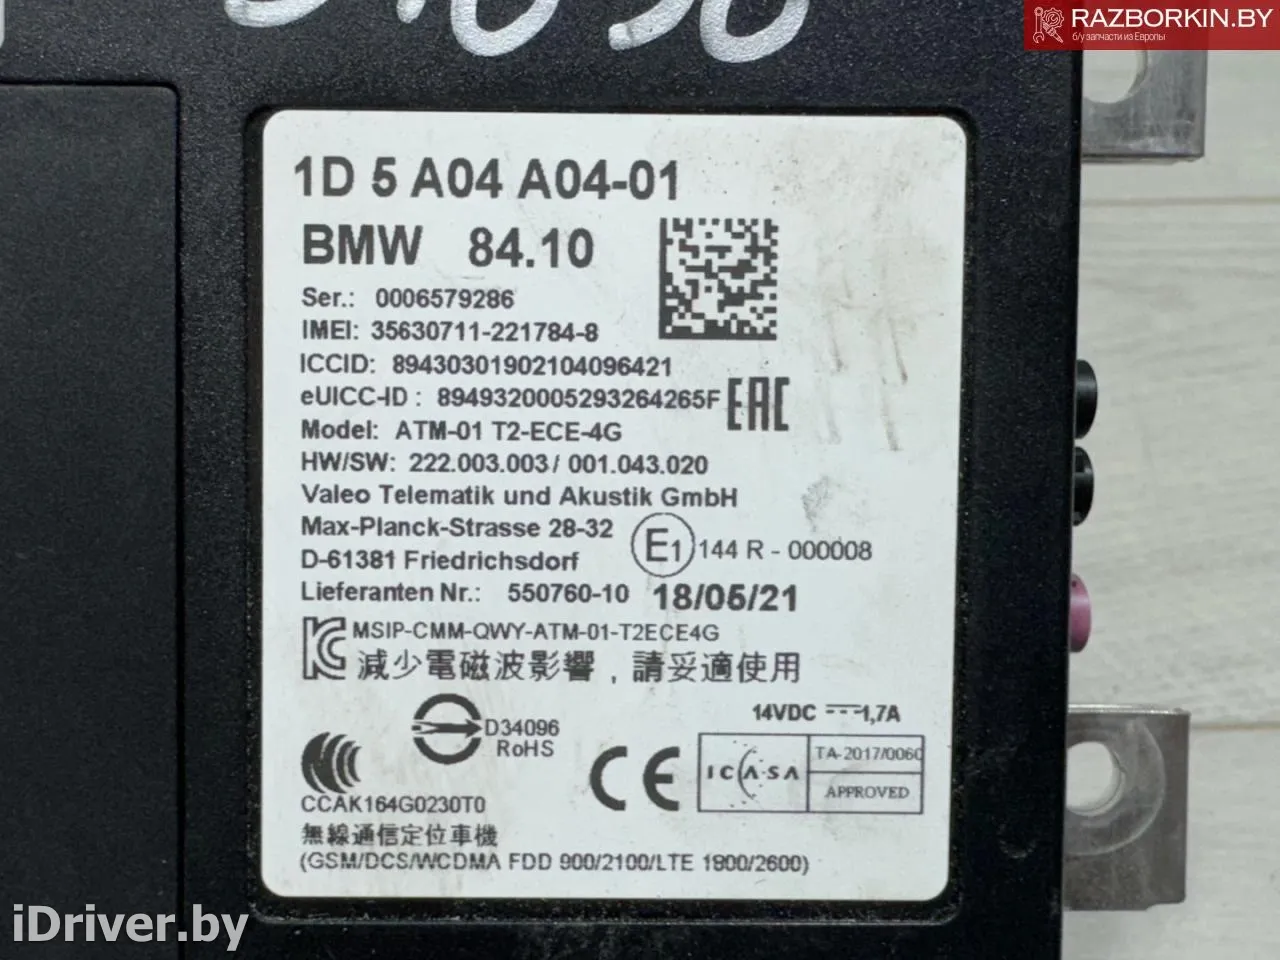 RAZBORKIN.BY
б/у запчасти из Европы
1D 5 A04 A04-01
BMW 84.10
Ser.: 0006579286
IMEI: 35630711-221784-8
ICCID: 89430301902104096421
eUICC-ID : 8949320005293264265F
EAC
Model: ATM-01 T2-ECE-4G
HW/SW: 222.003.003 / 001.043.020
Valeo Telematik und Akustik GmbH
Max-Planck-Strasse 28-32
D-61381 Friedrichsdorf
E1 144 R - 000008
Lieferanten Nr.: 550760-10 18/05/21
MSIP-CMM-QWY-ATM-01-T2ECE4G
減少電磁波影響，請妥適使用
14VDC 1,7A
D34096
RoHS
CE
ICASA
TA-2017/0060
APPROVED
CCAK164G0230T0
無線通信定位車機
(GSM/DCS/WCDMA FDD 900/2100/LTE 1800/2600)
iDriver.by